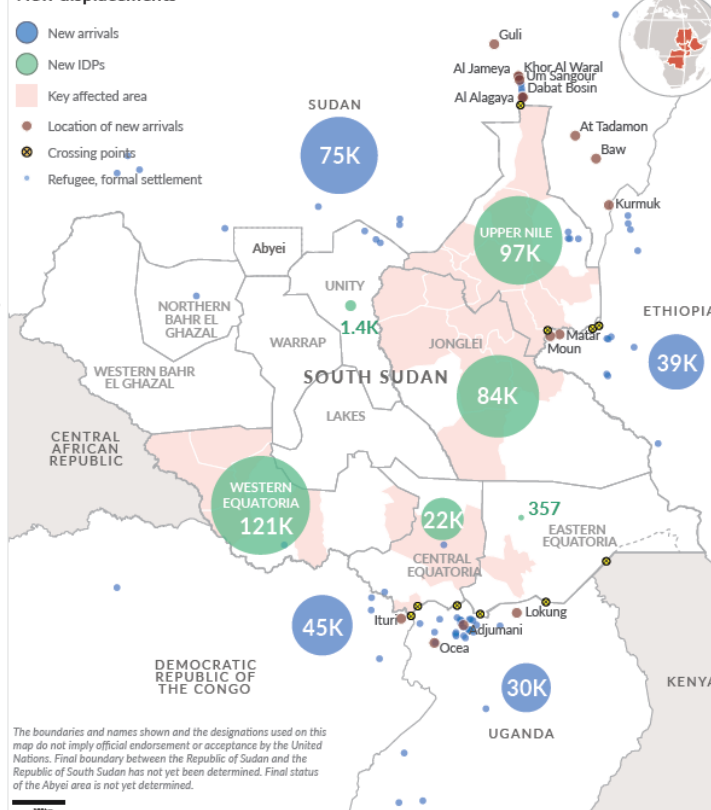 New arrivals
New IDPs
Key affected area
Location of new arrivals
Crossing points
Refugee, formal settlement
Guli
Al Jameya
Khor Al Waral
Um Sangour
Dabat Bosin
Al Alagaya
SUDAN
75K
At Tadamon
Baw
Kurmuk
UPPER NILE
97K
Abyei
UNITY
1.4K
NORTHERN
BAHR EL
GHAZAL
WARRAP
JONGLEI
Matar
Moun
ETHIOPIA
39K
WESTERN BAHR
EL GHAZAL
SOUTH SUDAN
84K
LAKES
CENTRAL
AFRICAN
REPUBLIC
WESTERN
EQUATORIA
121K
22K
CENTRAL
EQUATORIA
357
EASTERN
EQUATORIA
45K
Ituri
Adjumani
Lokung
Ocea
DEMOCRATIC
REPUBLIC OF
THE CONGO
30K
UGANDA
KENYA
The boundaries and names shown and the designations used on this
map do not imply official endorsement or acceptance by the United
Nations. Final boundary between the Republic of Sudan and the
Republic of South Sudan has not yet been determined. Final status
of the Abyei area is not yet determined.